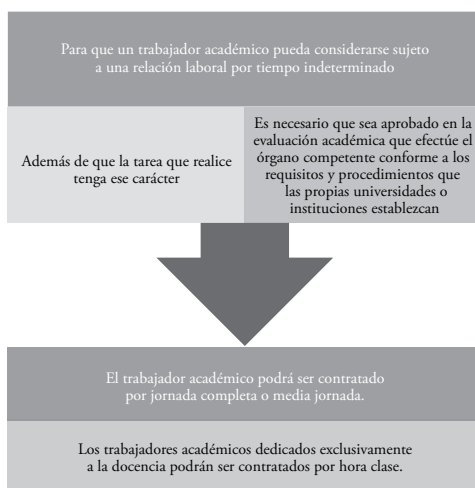 Para que un trabajador académico pueda considerarse sujeto
a una relación laboral por tiempo indeterminado
Además de que la tarea que realice
tenga ese carácter
Es necesario que sea aprobado en la
evaluación académica que efectúe el
órgano competente conforme a los
requisitos y procedimientos que
las propias universidades o
instituciones establezcan
El trabajador académico podrá ser contratado
por jornada completa o media jornada.
Los trabajadores académicos dedicados exclusivamente
a la docencia podrán ser contratados por hora clase.